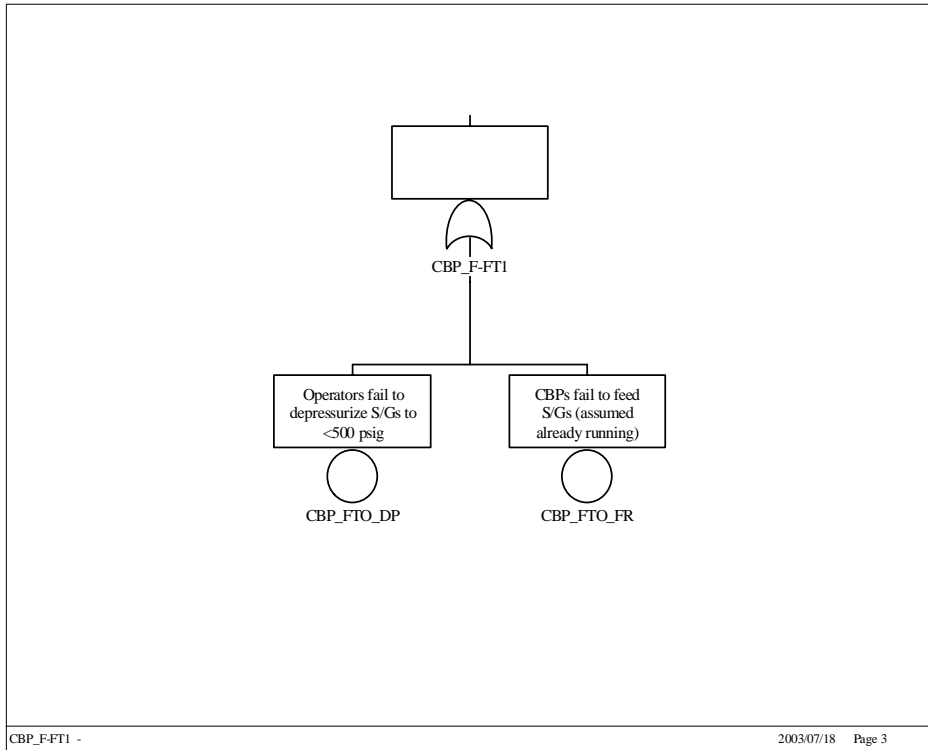 CBP_F-FT1
Operators fail to
depressurize S/Gs to
<500 psig
CBP_FTO_DP
CBPs fail to feed
S/Gs (assumed
already running)
CBP_FTO_FR
CBP_F-FT1 -
2003/07/18 Page 3